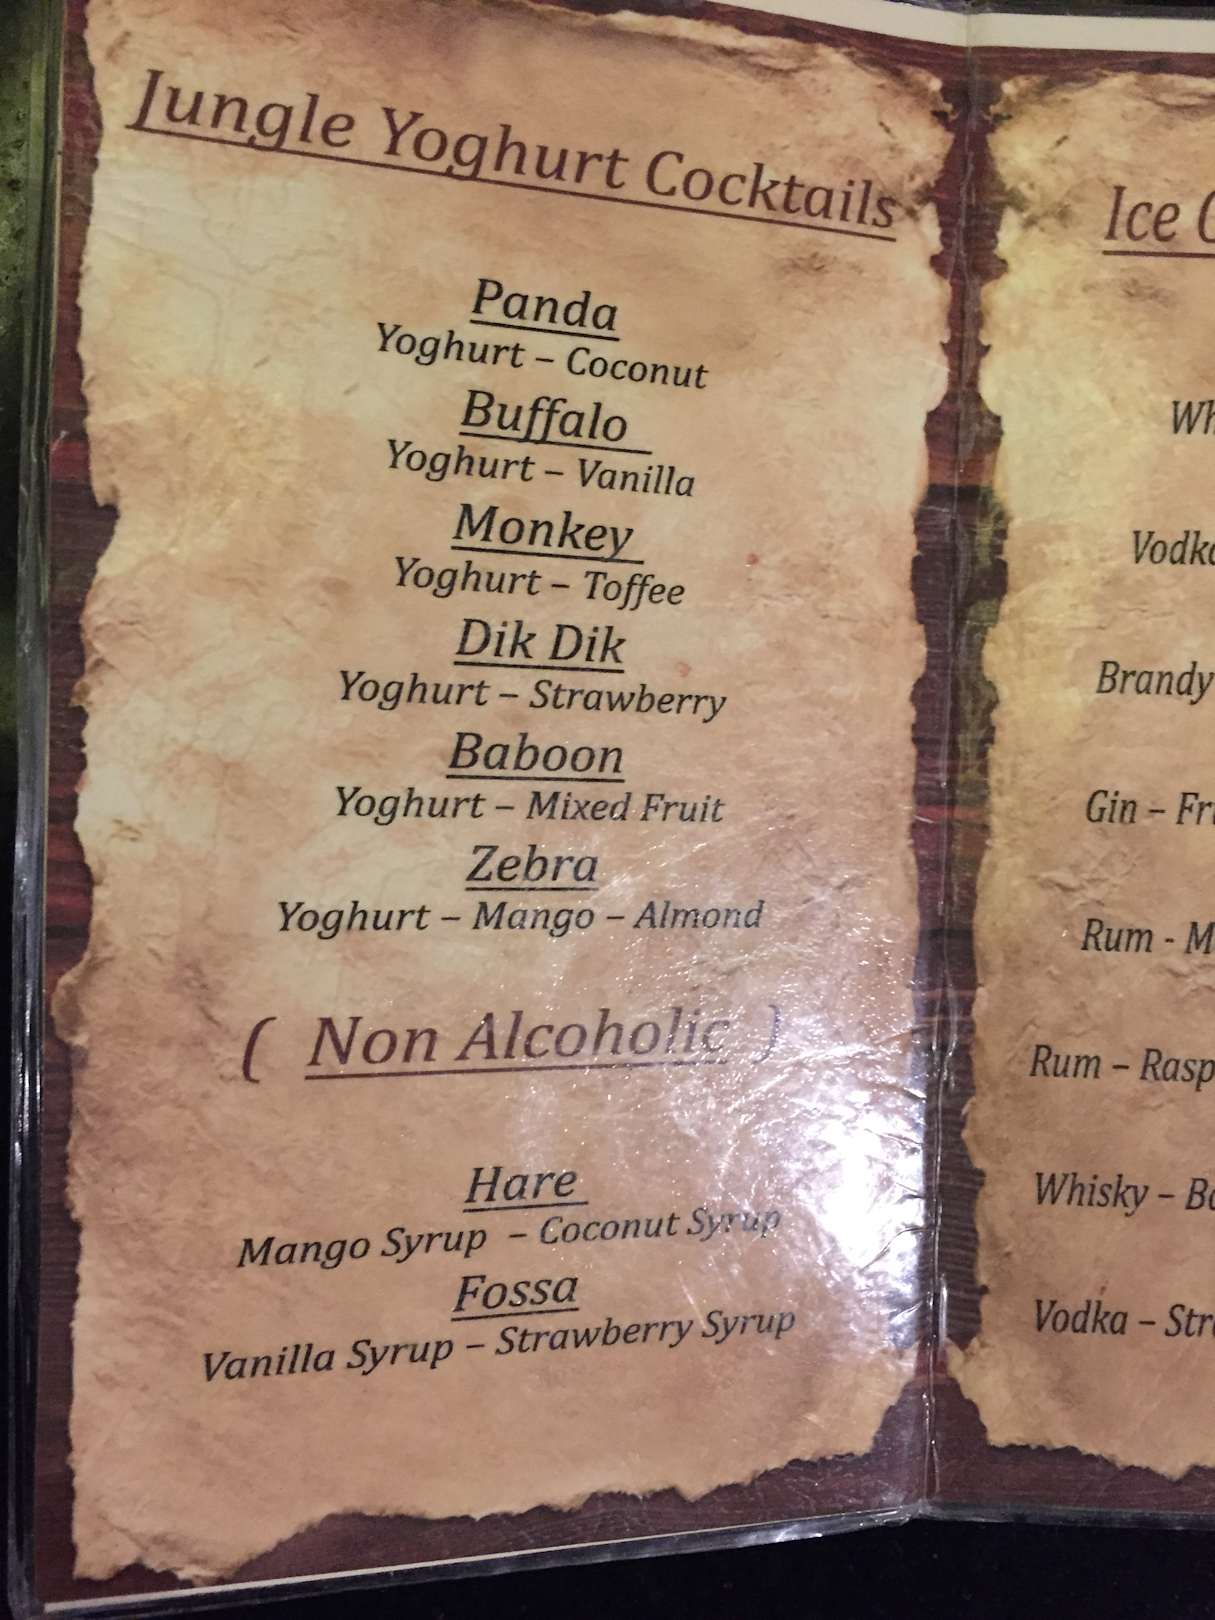 Jungle Yoghurt Cocktails
Panda
Yoghurt – Coconut
Buffalo
Yoghurt – Vanilla
Monkey
Yoghurt – Toffee
Dik Dik
Yoghurt – Strawberry
Baboon
Yoghurt – Mixed Fruit
Zebra
Yoghurt – Mango – Almond
( Non Alcoholic )
Hare
Mango Syrup – Coconut Syrup
Fossa
Vanilla Syrup – Strawberry Syrup
Ice
Brandy
Gin –
Rum -
Rum –
Whisky –
Vodka –